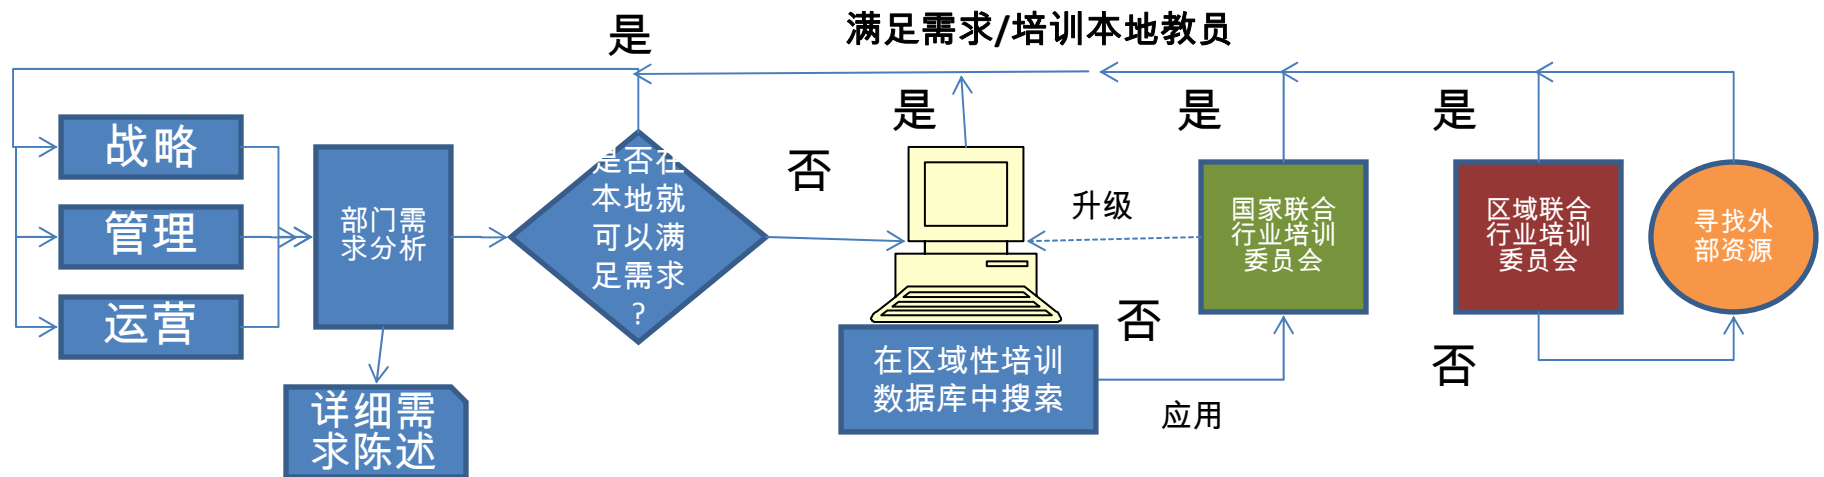 是
满足需求/培训本地教员
战略
管理
运营
部门需
求分析
详细需
求陈述
是否在
本地就
可以满
足需求
?
否
是
在区域性培训
数据库中搜索
升级
否
应用
是
国家联合
行业培训
委员会
是
区域联合
行业培训
委员会
否
寻找外
部资源